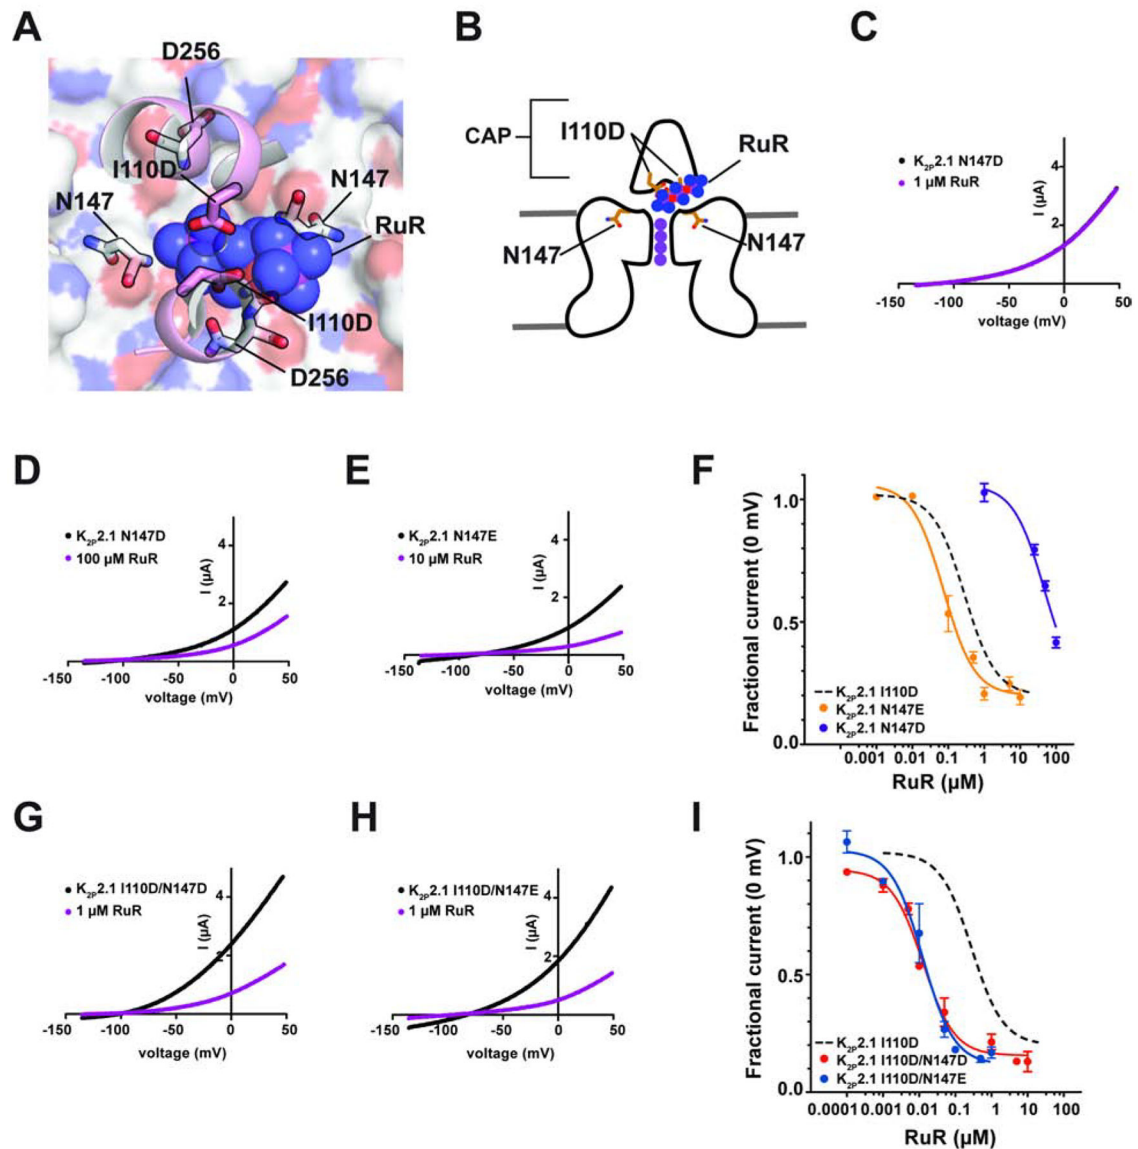 A
D256
I110D
N147
N147
RuR
I110D
D256
B
CAP
I110D
RuR
N147
N147
C
K2P2.1 N147D
1 µM RuR
I (µA)
4
2
-150 -100 -50 0 50
voltage (mV)
D
K2P2.1 N147D
100 µM RuR
I (µA)
4
2
-150 -100 -50 0 50
voltage (mV)
E
K2P2.1 N147E
10 µM RuR
I (µA)
4
2
-150 -100 -50 0 50
voltage (mV)
F
Fractional current (0 mV)
1.0
0.5
0.0
K2P2.1 I110D
K2P2.1 N147E
K2P2.1 N147D
0.001 0.01 0.1 1 10 100
RuR (µM)
G
K2P2.1 I110D/N147D
1 µM RuR
I (µA)
4
2
-150 -100 -50 0 50
voltage (mV)
H
K2P2.1 I110D/N147E
1 µM RuR
I (µA)
4
2
-150 -100 -50 0 50
voltage (mV)
I
Fractional current (0 mV)
1.0
0.5
0.0
K2P2.1 I110D
K2P2.1 I110D/N147D
K2P2.1 I110D/N147E
0.0001 0.001 0.01 0.1 1 10 100
RuR (µM)